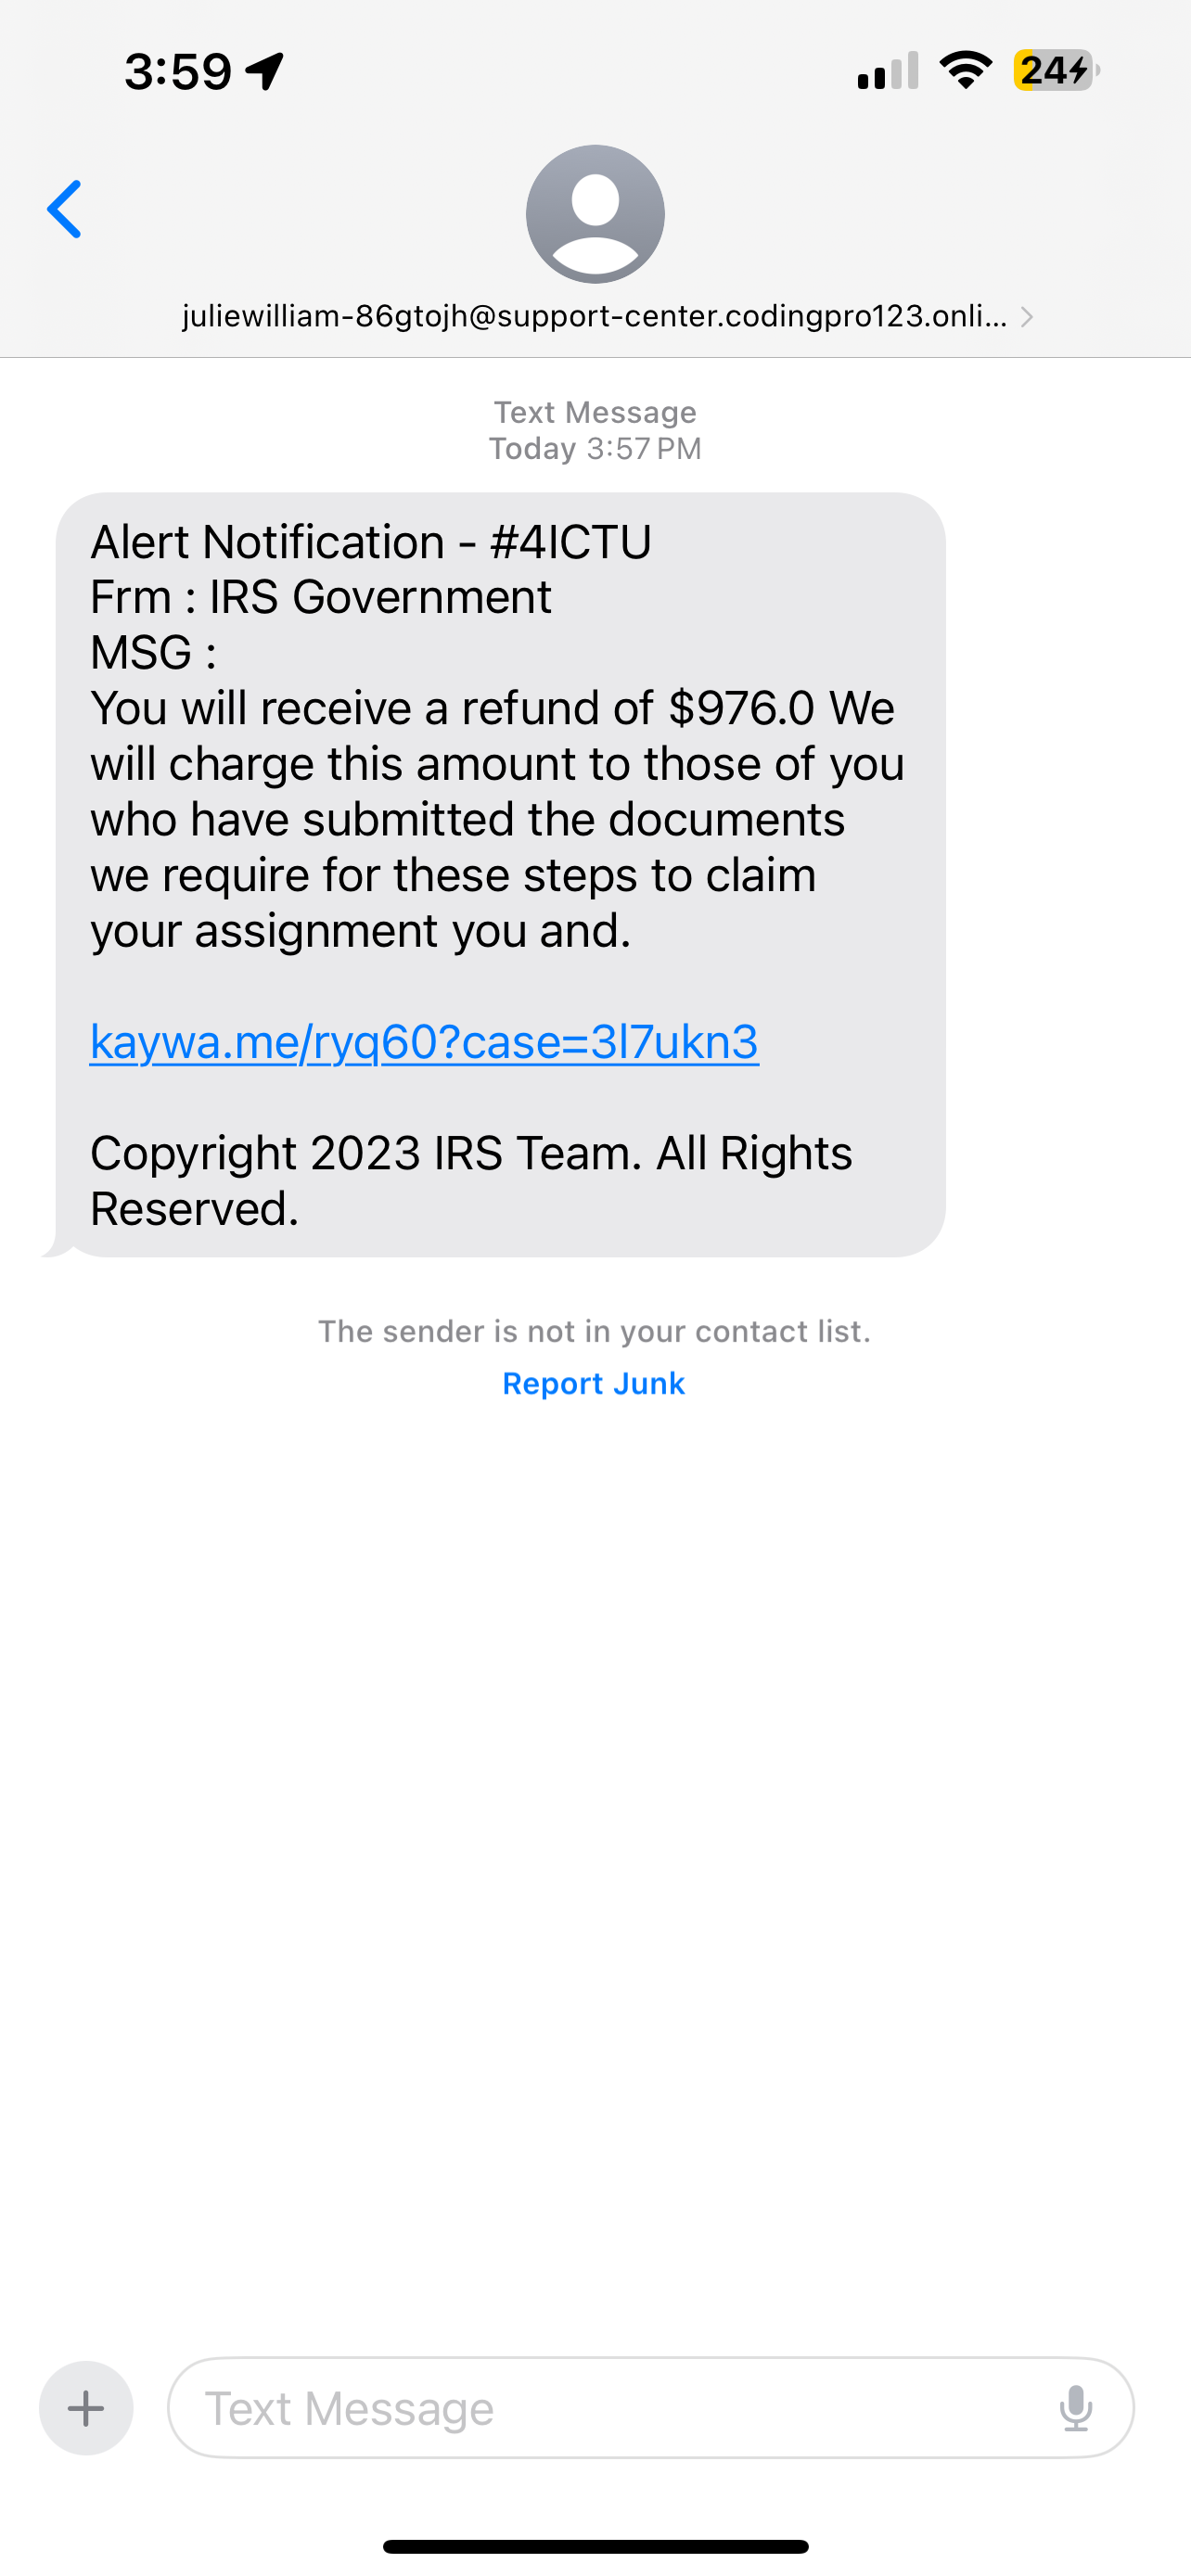 3:59
24
juliewilliam-86gtojh@support-center.codingpro123.onli...
Text Message
Today 3:57 PM
Alert Notification - #4ICTU
Frm : IRS Government
MSG :
You will receive a refund of $976.0 We
will charge this amount to those of you
who have submitted the documents
we require for these steps to claim
your assignment you and.
kaywa.me/ryq60?case=3l7ukn3
Copyright 2023 IRS Team. All Rights
Reserved.
The sender is not in your contact list.
Report Junk
Text Message